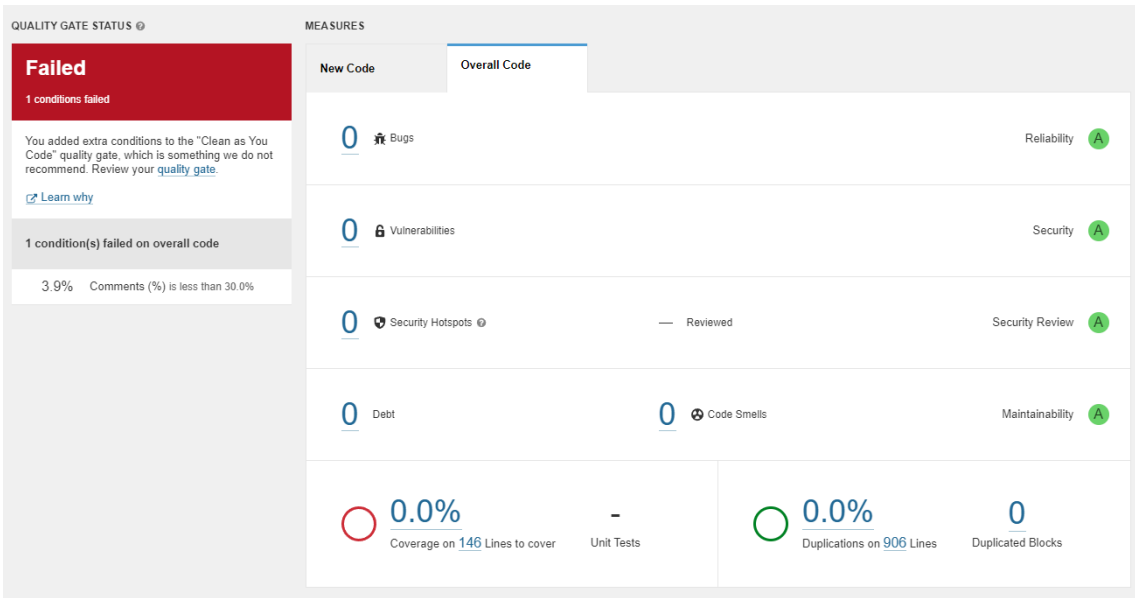 QUALITY GATE STATUS
MEASURES
Failed
1 conditions failed
You added extra conditions to the "Clean as You
Code" quality gate, which is something we do not
recommend. Review your quality gate.
Learn why
1 condition(s) failed on overall code
3.9% Comments (%) is less than 30.0%
New Code
Overall Code
0 Bugs
Reliability A
0 Vulnerabilities
Security A
0 Security Hotspots
— Reviewed
Security Review A
0 Debt
0 Code Smells
Maintainability A
0.0%
Coverage on 146 Lines to cover
-
Unit Tests
0.0%
Duplications on 906 Lines
0
Duplicated Blocks